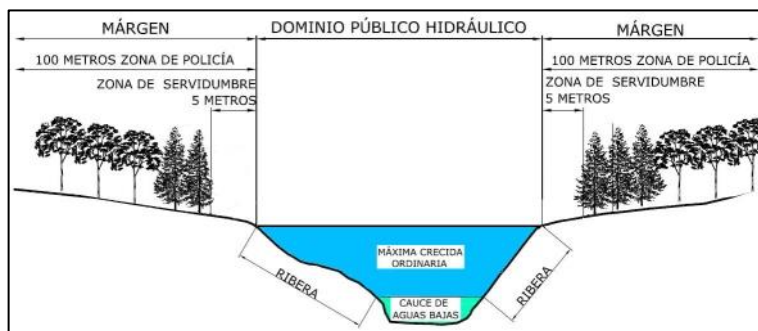 MÁRGEN
DOMINIO PÚBLICO HIDRÁULICO
MÁRGEN
100 METROS ZONA DE POLICÍA
100 METROS ZONA DE POLICÍA
ZONA DE SERVIDUMBRE
5 METROS
ZONA DE SERVIDUMBRE
5 METROS
MÁXIMA CRECIDA
ORDINARIA
RIBERA
RIBERA
CAUCE DE
AGUAS BAJAS